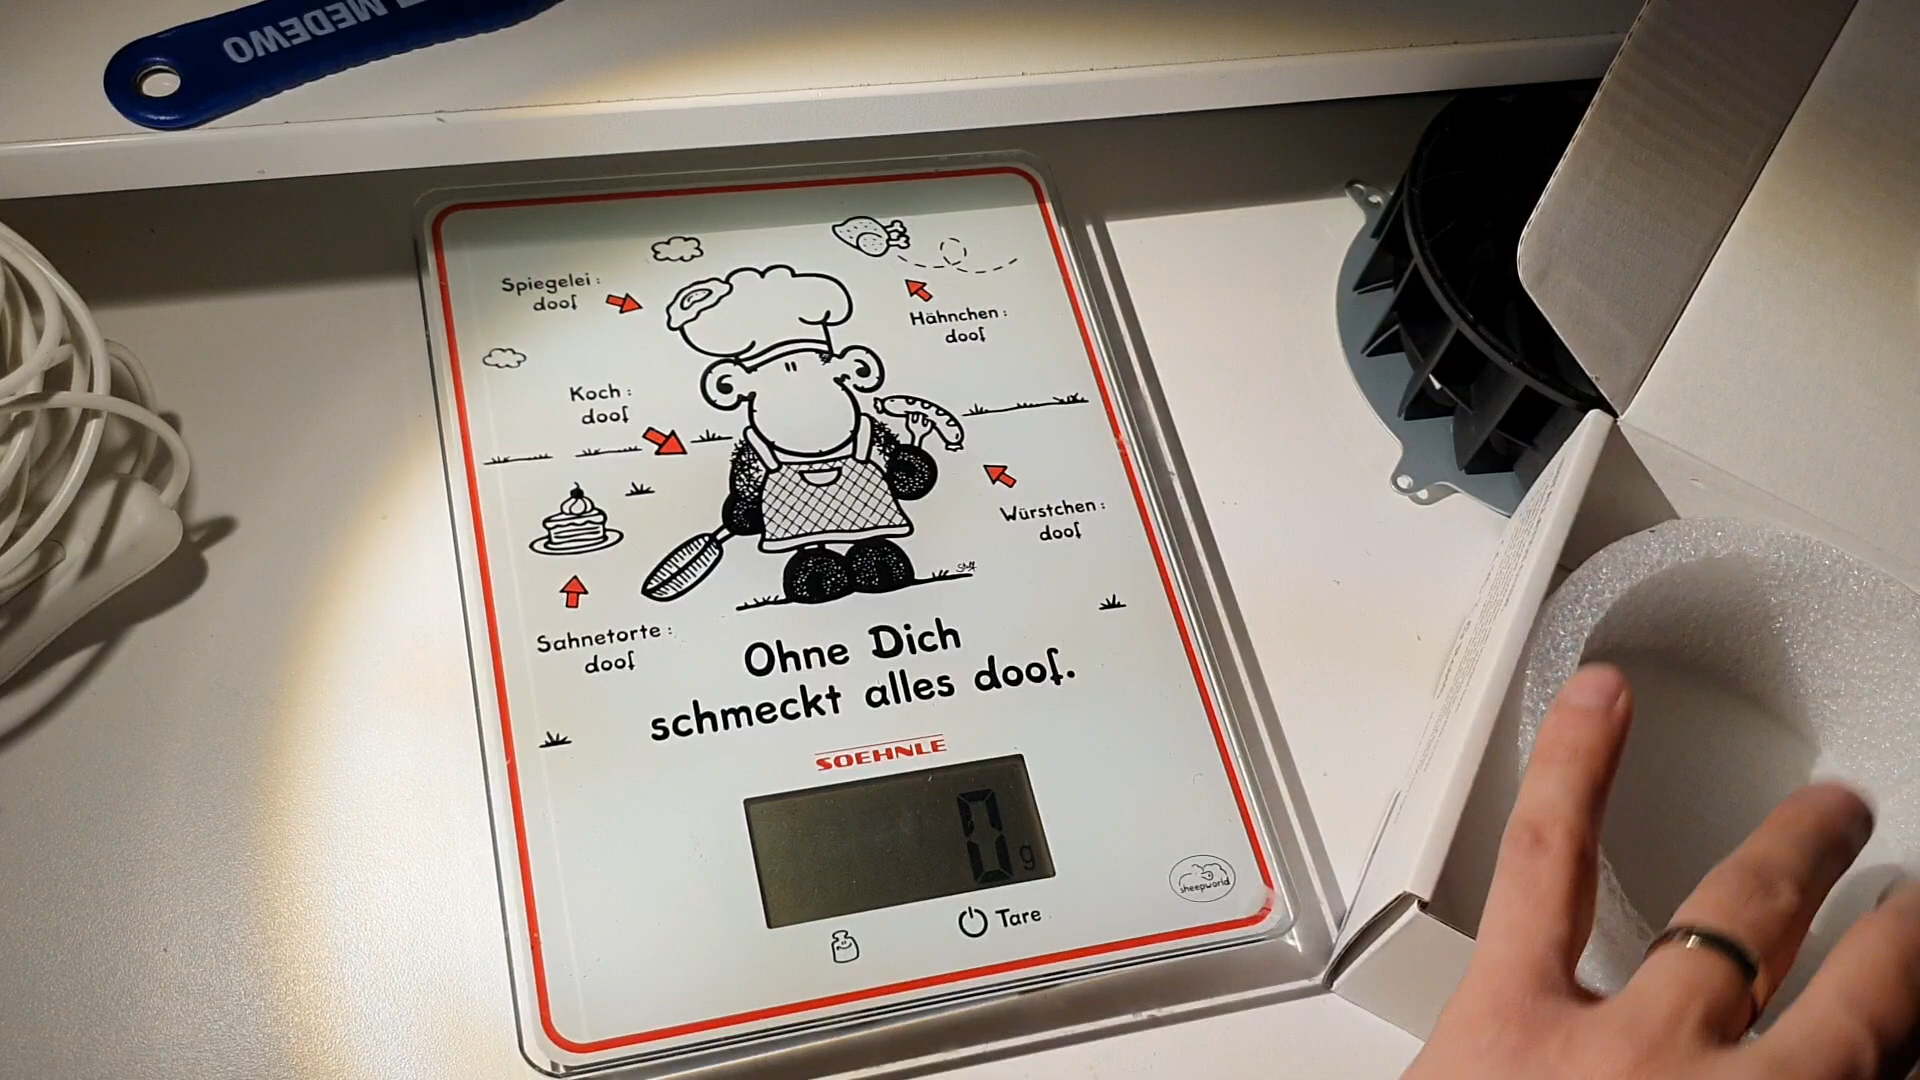 MEDEWO
Spiegelei:
doof
Hähnchen:
doof
Koch:
doof
Würstchen:
doof
Sahnetorte:
doof
Ohne Dich
schmeckt alles doof.
SOEHNLE
0 g
Tare
sheepworld